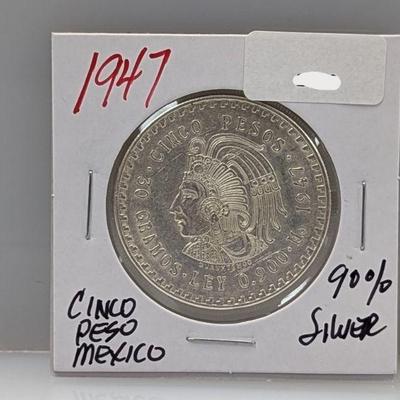 1947
30 GRAMOS · CINCO PESOS · M 1947
LEY 0.900
CINCO
PESO
MEXICO
90%
SILVER